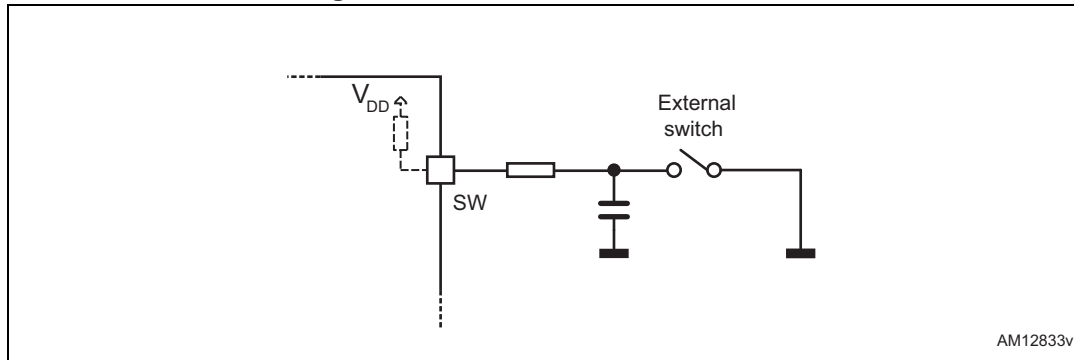 VDD
External
switch
SW
AM12833v